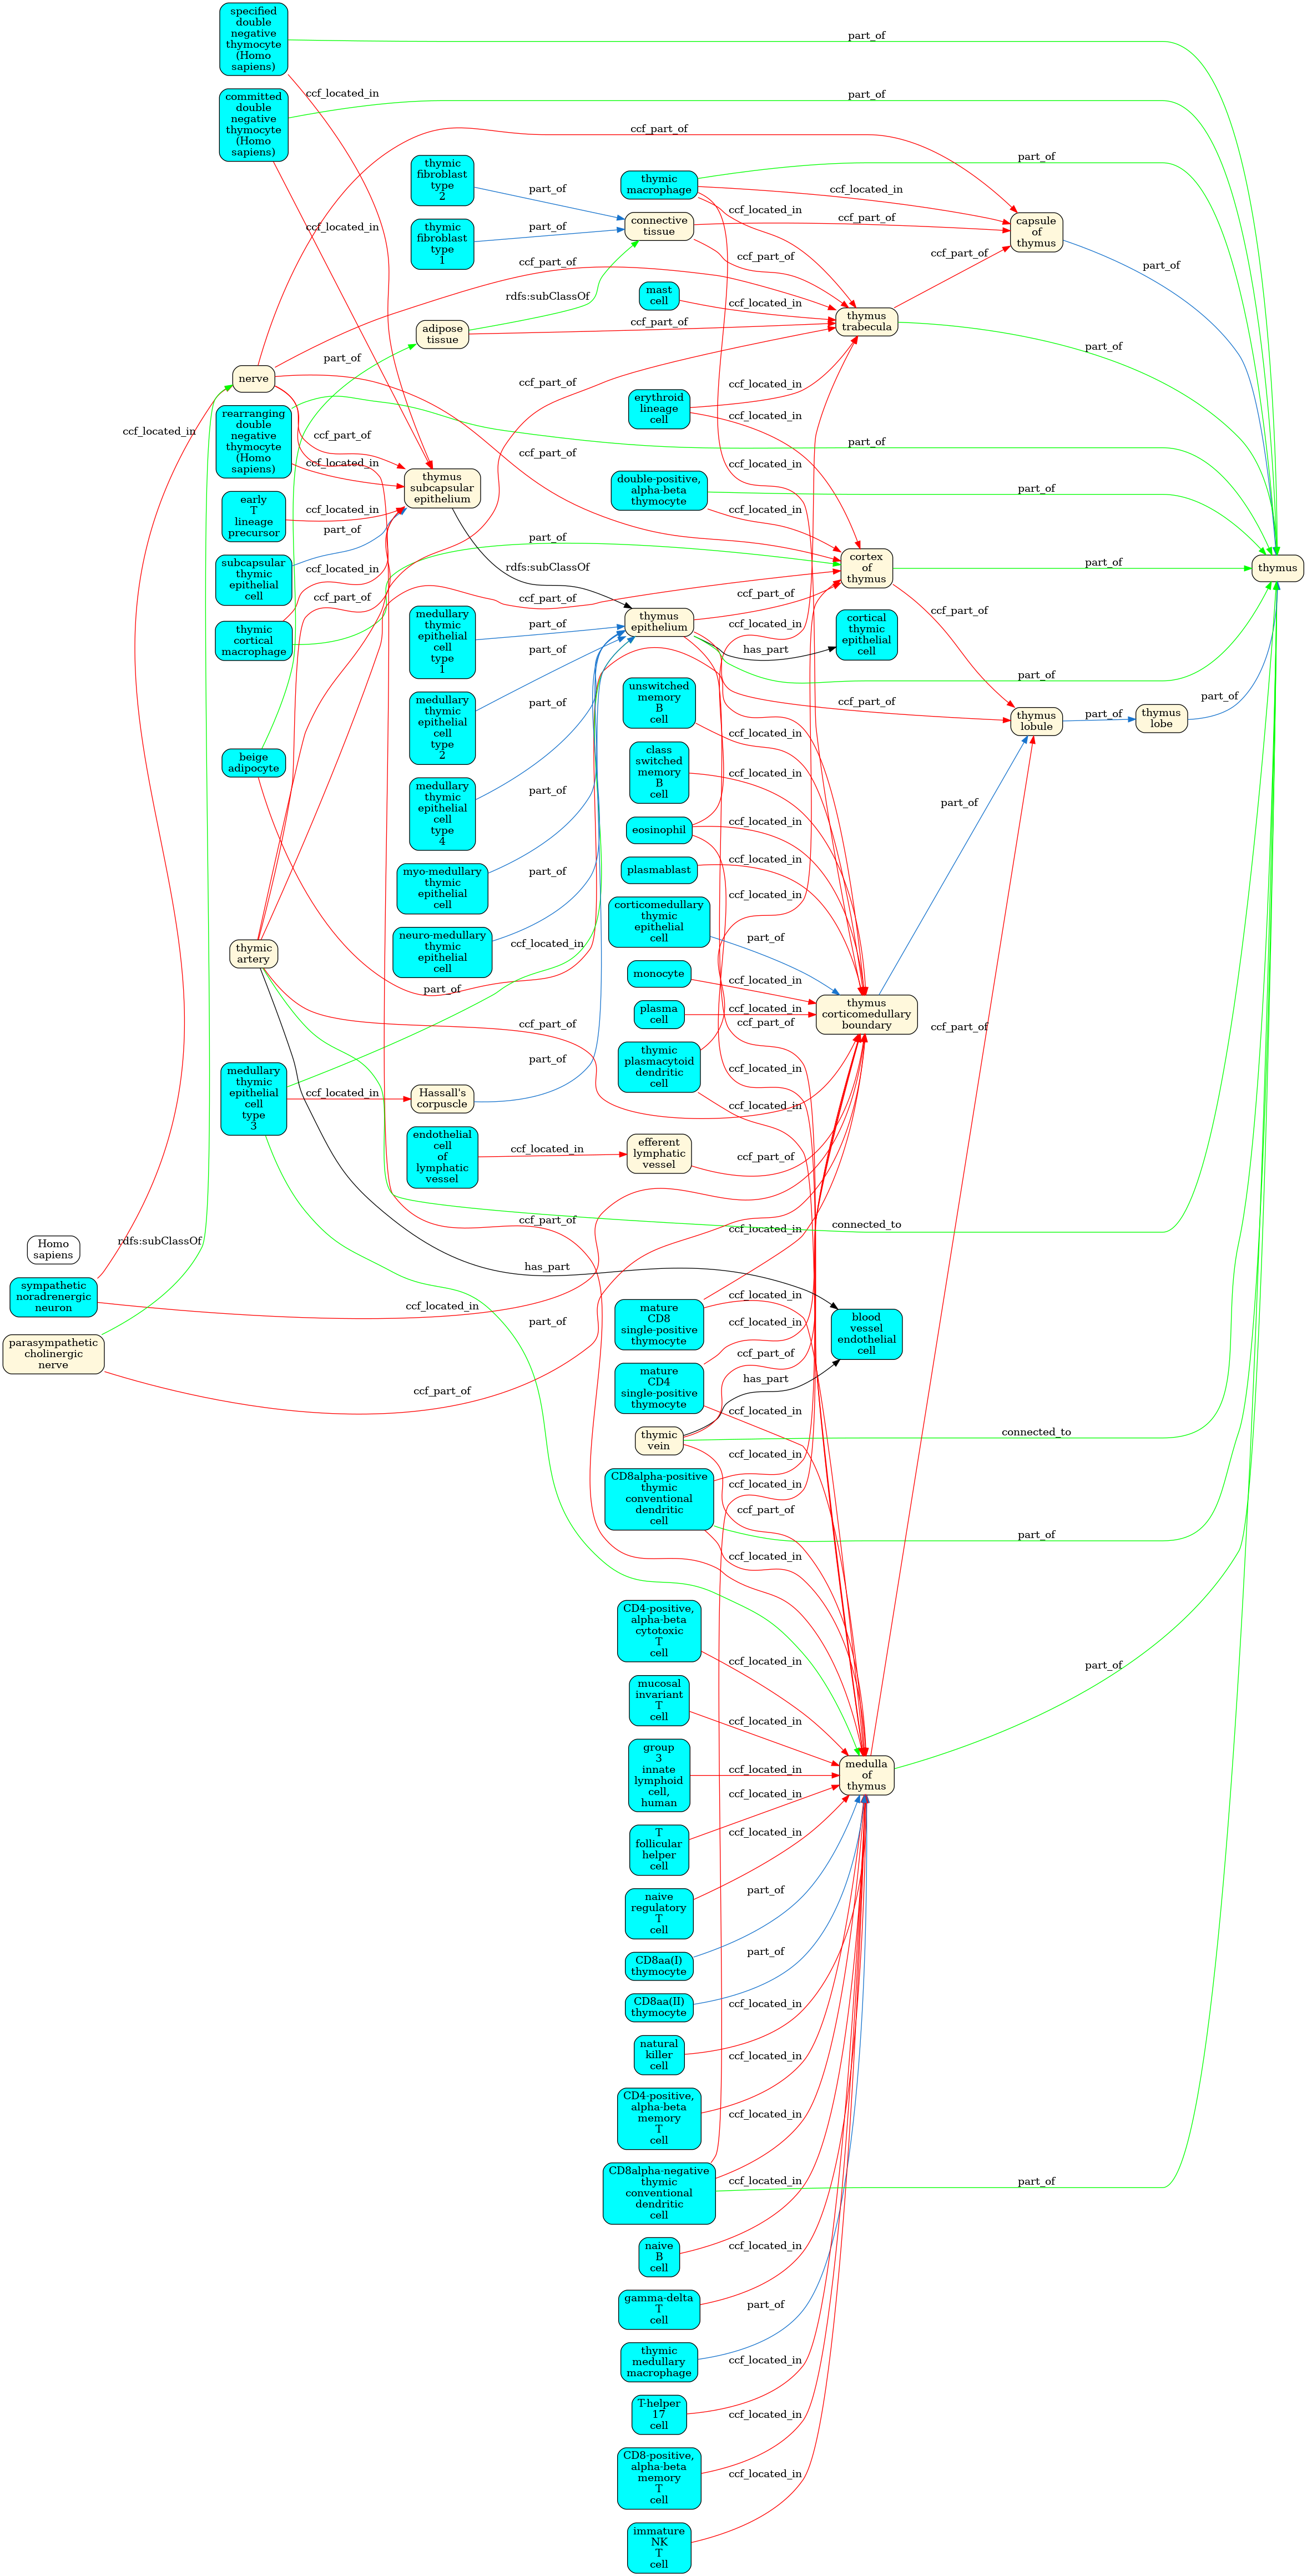 specified
double
negative
thymocyte
(Homo
sapiens)
part_of
ccf_located_in
committed
double
negative
thymocyte
(Homo
sapiens)
part_of
ccf_part_of
thymic
fibroblast
type
2
part_of
thymic
macrophage
part_of
ccf_located_in
ccf_located_in
thymic
fibroblast
type
1
part_of
connective
tissue
ccf_part_of
capsule
of
thymus
ccf_located_in
ccf_part_of
ccf_part_of
part_of
ccf_part_of
rdfs:subClassOf
mast
cell
ccf_located_in
thymus
trabecula
adipose
tissue
ccf_part_of
part_of
part_of
nerve
ccf_part_of
erythroid
lineage
cell
ccf_located_in
ccf_located_in
rearranging
double
negative
thymocyte
(Homo
sapiens)
ccf_located_in
ccf_part_of
ccf_located_in
part_of
ccf_part_of
ccf_located_in
thymus
subcapsular
epithelium
double-positive,
alpha-beta
thymocyte
part_of
ccf_located_in
early
T
lineage
precursor
ccf_located_in
part_of
part_of
subcapsular
thymic
epithelial
cell
ccf_located_in
rdfs:subClassOf
cortex
of
thymus
part_of
thymus
ccf_part_of
ccf_part_of
ccf_part_of
ccf_part_of
thymic
cortical
macrophage
medullary
thymic
epithelial
cell
type
1
part_of
thymus
epithelium
ccf_located_in
has_part
cortical
thymic
epithelial
cell
part_of
part_of
medullary
thymic
epithelial
cell
type
2
part_of
unswitched
memory
B
cell
ccf_part_of
thymus
lobule
part_of
thymus
lobe
part_of
ccf_located_in
beige
adipocyte
class
switched
memory
B
cell
ccf_located_in
medullary
thymic
epithelial
cell
type
4
part_of
part_of
eosinophil
ccf_located_in
plasmablast
ccf_located_in
myo-medullary
thymic
epithelial
cell
part_of
ccf_located_in
corticomedullary
thymic
epithelial
cell
part_of
thymic
artery
neuro-medullary
thymic
epithelial
cell
ccf_located_in
part_of
monocyte
ccf_located_in
plasma
cell
ccf_located_in
thymus
corticomedullary
boundary
ccf_part_of
ccf_part_of
ccf_part_of
medullary
thymic
epithelial
cell
type
3
part_of
thymic
plasmacytoid
dendritic
cell
ccf_located_in
ccf_located_in
ccf_located_in
Hassall's
corpuscle
endothelial
cell
of
lymphatic
vessel
ccf_located_in
efferent
lymphatic
vessel
ccf_part_of
ccf_part_of
ccf_located_in
connected_to
Homo
sapiens
rdfs:subClassOf
has_part
sympathetic
noradrenergic
neuron
ccf_located_in
ccf_located_in
part_of
mature
CD8
single-positive
thymocyte
ccf_located_in
blood
vessel
endothelial
cell
parasympathetic
cholinergic
nerve
ccf_part_of
ccf_part_of
has_part
mature
CD4
single-positive
thymocyte
ccf_located_in
thymic
vein
connected_to
ccf_located_in
ccf_located_in
CD8alpha-positive
thymic
conventional
dendritic
cell
ccf_part_of
part_of
ccf_located_in
CD4-positive,
alpha-beta
cytotoxic
T
cell
ccf_located_in
part_of
mucosal
invariant
T
cell
ccf_located_in
group
3
innate
lymphoid
cell,
human
ccf_located_in
medulla
of
thymus
ccf_located_in
T
follicular
helper
cell
ccf_located_in
naive
regulatory
T
cell
part_of
CD8aa(I)
thymocyte
part_of
CD8aa(II)
thymocyte
ccf_located_in
natural
killer
cell
ccf_located_in
CD4-positive,
alpha-beta
memory
T
cell
ccf_located_in
CD8alpha-negative
thymic
conventional
dendritic
cell
ccf_located_in
part_of
naive
B
cell
ccf_located_in
gamma-delta
T
cell
part_of
thymic
medullary
macrophage
ccf_located_in
T-helper
17
cell
ccf_located_in
CD8-positive,
alpha-beta
memory
T
cell
ccf_located_in
immature
NK
T
cell